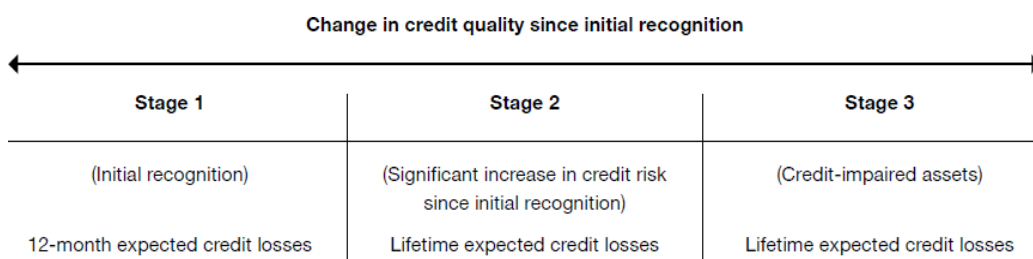 Change in credit quality since initial recognition
Stage 1
Stage 2
Stage 3
(Initial recognition)
(Significant increase in credit risk
since initial recognition)
(Credit-impaired assets)
12-month expected credit losses
Lifetime expected credit losses
Lifetime expected credit losses